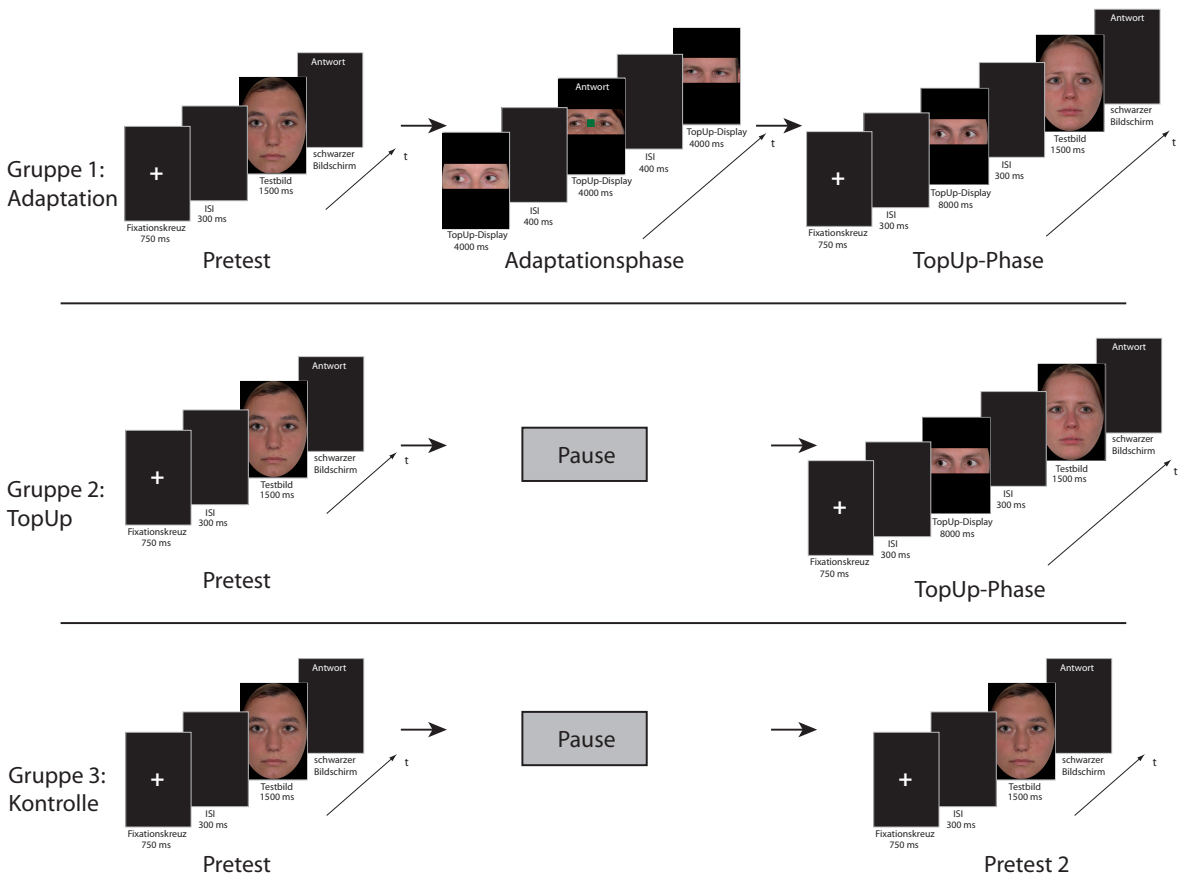 Gruppe 1:
Adaptation
Fixationskreuz
750 ms
ISI
300 ms
Testbild
1500 ms
Antwort
schwarzer
Bildschirm
t
Pretest
TopUp-Display
4000 ms
ISI
400 ms
Antwort
TopUp-Display
4000 ms
ISI
400 ms
TopUp-Display
4000 ms
t
Adaptationsphase
Fixationskreuz
750 ms
ISI
300 ms
TopUp-Display
8000 ms
ISI
300 ms
Testbild
1500 ms
Antwort
schwarzer
Bildschirm
t
TopUp-Phase
Gruppe 2:
TopUp
Fixationskreuz
750 ms
ISI
300 ms
Testbild
1500 ms
Antwort
schwarzer
Bildschirm
t
Pretest
Pause
Fixationskreuz
750 ms
ISI
300 ms
TopUp-Display
8000 ms
ISI
300 ms
Testbild
1500 ms
Antwort
schwarzer
Bildschirm
t
TopUp-Phase
Gruppe 3:
Kontrolle
Fixationskreuz
750 ms
ISI
300 ms
Testbild
1500 ms
Antwort
schwarzer
Bildschirm
t
Pretest
Pause
Fixationskreuz
750 ms
ISI
300 ms
Testbild
1500 ms
Antwort
schwarzer
Bildschirm
t
Pretest 2